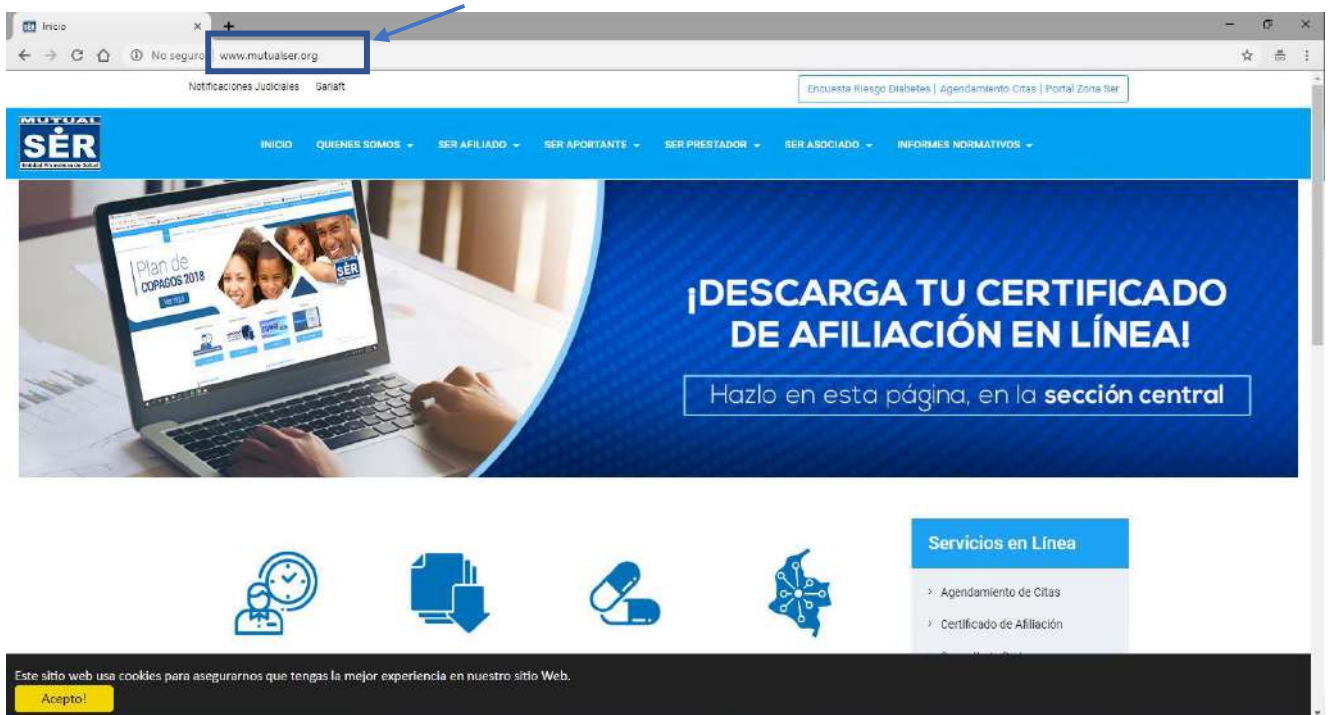 Inicio
No seguro | www.mutualser.org
Notificaciones Judiciales Sarlaft
Encuesta Riesgo Diabetes | Agendamiento Citas | Portal Zona Ser
MUTUAL
SER
Entidad Promotora de Salud
INICIO QUIENES SOMOS SER AFILIADO SER APORTANTE SER PRESTADOR SER ASOCIADO INFORMES NORMATIVOS
Plan de
COPAGOS 2018
SER
¡DESCARGA TU CERTIFICADO
DE AFILIACIÓN EN LÍNEA!
Hazlo en esta página, en la sección central
Servicios en Línea
Agendamiento de Citas
Certificado de Afiliación
Este sitio web usa cookies para asegurarnos que tengas la mejor experiencia en nuestro sitio Web.
Acepto!